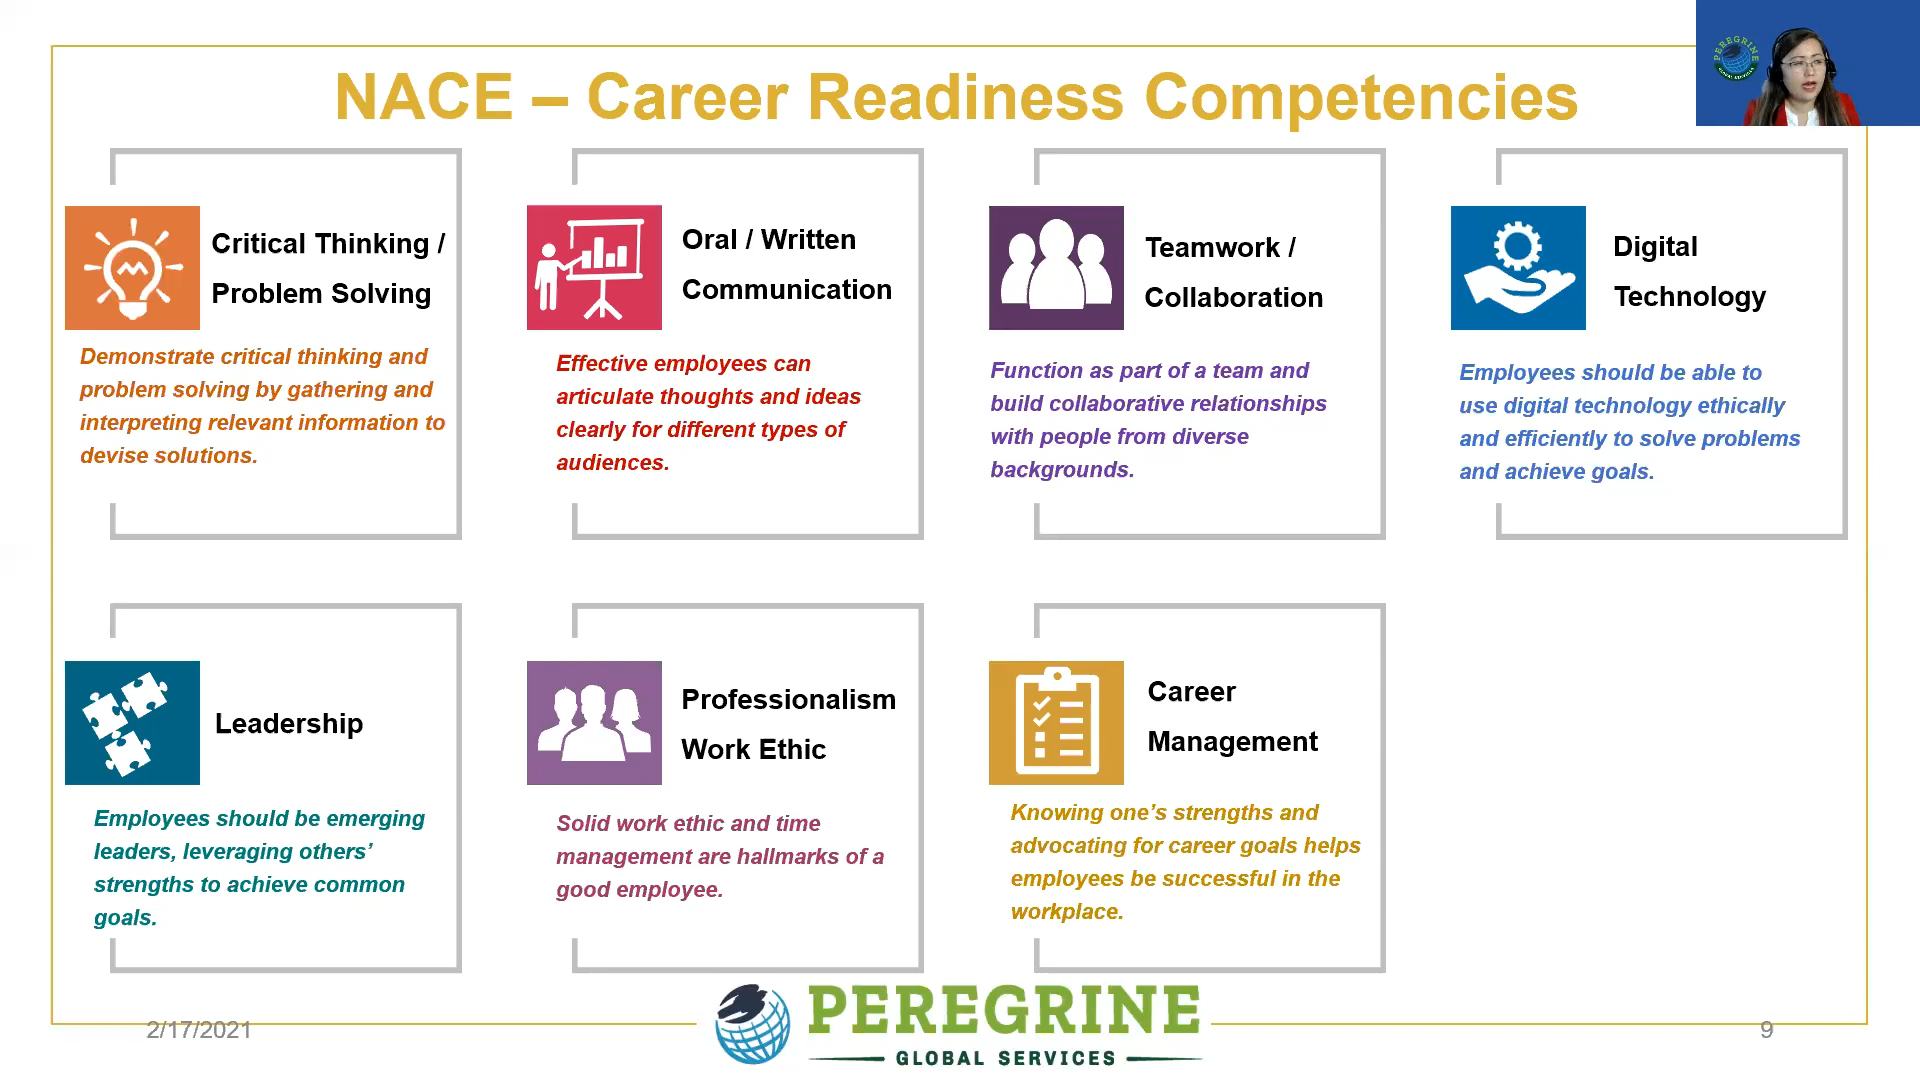 NACE – Career Readiness Competencies
PEREGRINE
GLOBAL SERVICES
Critical Thinking /
Problem Solving
Demonstrate critical thinking and
problem solving by gathering and
interpreting relevant information to
devise solutions.
Oral / Written
Communication
Effective employees can
articulate thoughts and ideas
clearly for different types of
audiences.
Teamwork /
Collaboration
Function as part of a team and
build collaborative relationships
with people from diverse
backgrounds.
Digital
Technology
Employees should be able to
use digital technology ethically
and efficiently to solve problems
and achieve goals.
Leadership
Employees should be emerging
leaders, leveraging others’
strengths to achieve common
goals.
Professionalism
Work Ethic
Solid work ethic and time
management are hallmarks of a
good employee.
Career
Management
Knowing one’s strengths and
advocating for career goals helps
employees be successful in the
workplace.
2/17/2021
PEREGRINE
GLOBAL SERVICES
9